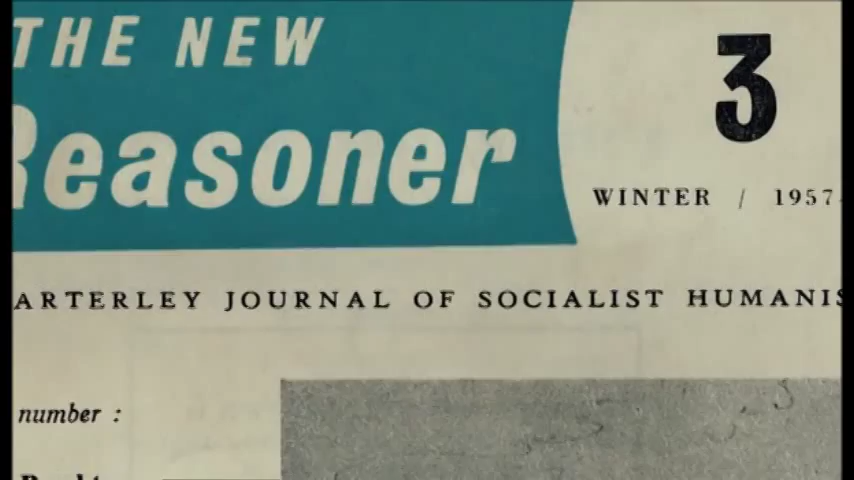 THE NEW
Reasoner
3
WINTER / 1957
ARTERLEY JOURNAL OF SOCIALIST HUMANIS
number :